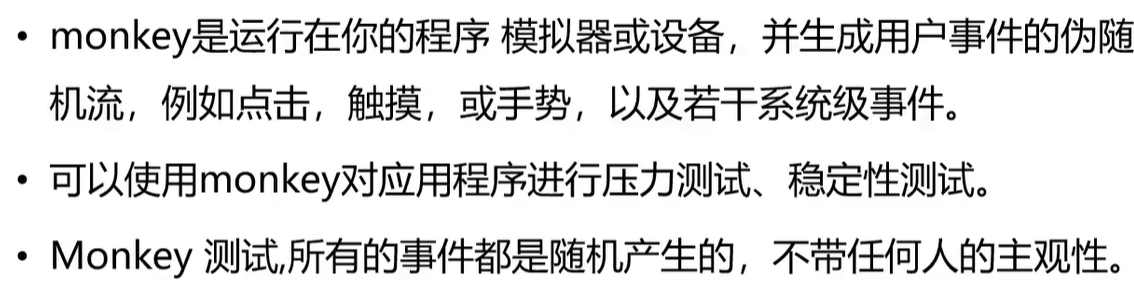 • monkey是运行在你的程序 模拟器或设备，并生成用户事件的伪随
机流，例如点击，触摸，或手势，以及若干系统级事件。
• 可以使用monkey对应用程序进行压力测试、稳定性测试。
• Monkey 测试,所有的事件都是随机产生的，不带任何人的主观性。